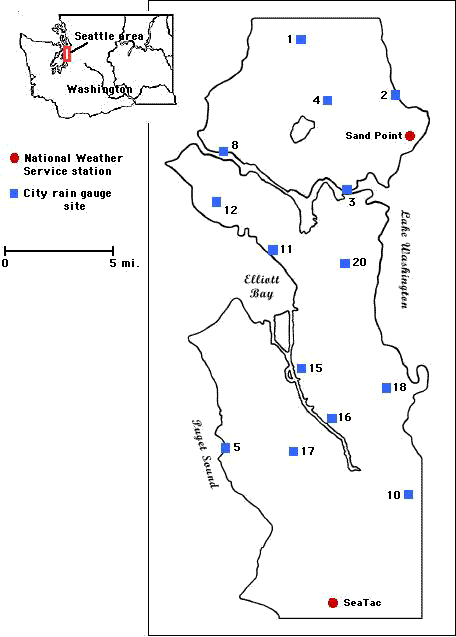 Seattle area
Washington
National Weather
Service station
City rain gauge
site
0
5 mi.
1
2
4
Sand Point
8
3
12
11
20
Lake Washington
Elliott
Bay
15
18
16
Puget Sound
5
17
10
SeaTac